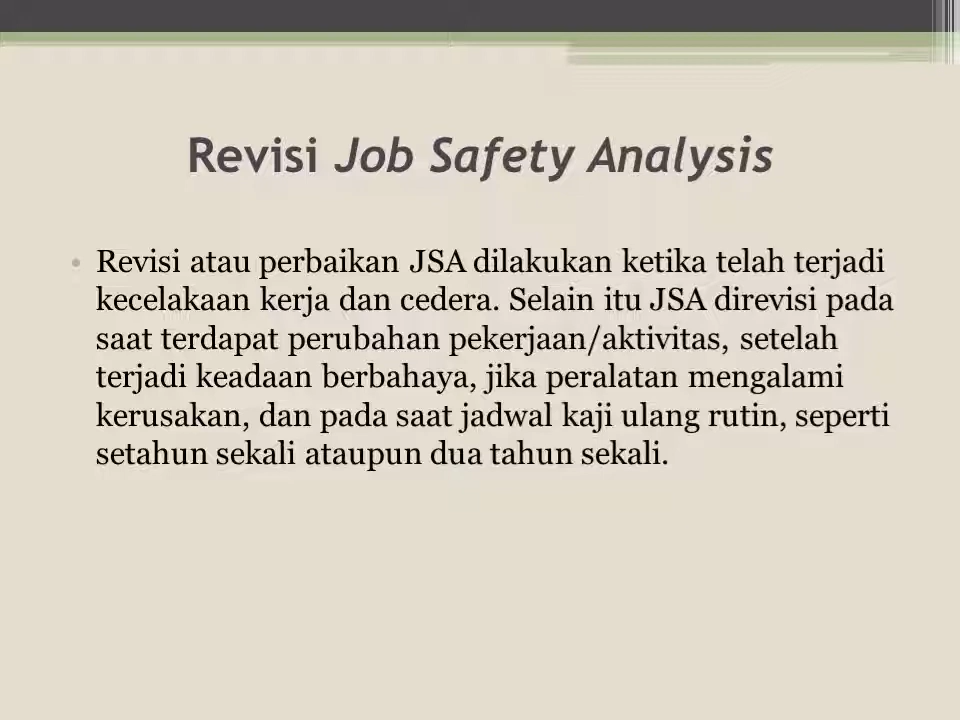 Revisi Job Safety Analysis
• Revisi atau perbaikan JSA dilakukan ketika telah terjadi
kecelakaan kerja dan cedera. Selain itu JSA direvisi pada
saat terdapat perubahan pekerjaan/aktivitas, setelah
terjadi keadaan berbahaya, jika peralatan mengalami
kerusakan, dan pada saat jadwal kaji ulang rutin, seperti
setahun sekali ataupun dua tahun sekali.